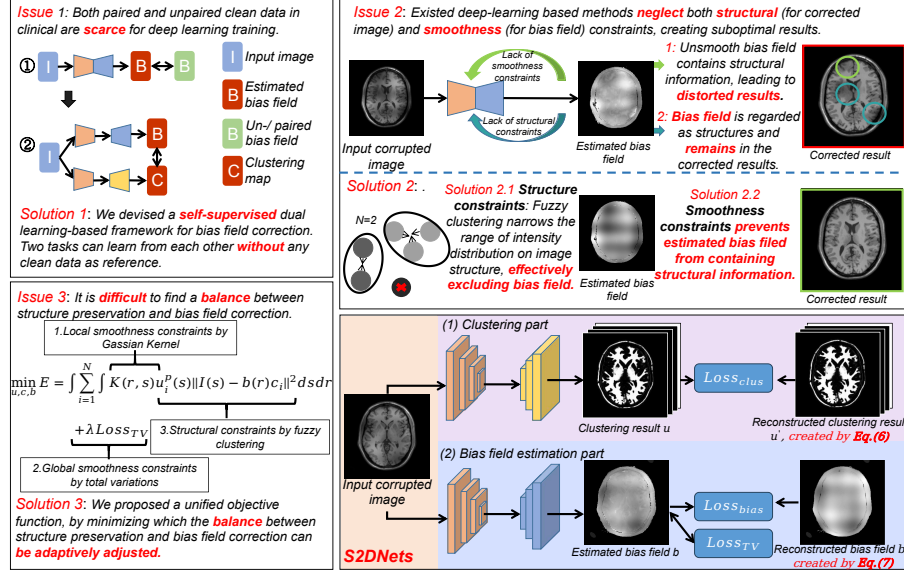 Issue 1: Both paired and unpaired clean data in
clinical are scarce for deep learning training.
①
I
B
B
②
I
B
C
I
Input image
B
Estimated
bias field
B
Un-/ paired
bias field
C
Clustering
map
Solution 1: We devised a self-supervised dual
learning-based framework for bias field correction.
Two tasks can learn from each other without any
clean data as reference.
Issue 2: Existed deep-learning based methods neglect both structural (for corrected
image) and smoothness (for bias field) constraints, creating suboptimal results.
Input corrupted
image
Lack of
smoothness
constraints
Lack of structural
constraints
Estimated bias
field
1: Unsmooth bias field
contains structural
information, leading to
distorted results.
2: Bias field is regarded
as structures and
remains in the
corrected results.
Corrected result
Solution 2: .
N=2
Solution 2.1 Structure
constraints: Fuzzy
clustering narrows the
range of intensity
distribution on image
structure, effectively
excluding bias field.
Estimated bias
field
Solution 2.2
Smoothness
constraints prevents
estimated bias filed
from containing
structural information.
Corrected result
Issue 3: It is difficult to find a balance between
structure preservation and bias field correction.
1.Local smoothness constraints by
Gassian Kernel
min u,c,b E = ∫ ∑ i=1 N ∫ K(r, s)u_i^p(s)||I(s) − b(r)c_i||^2 dsdr
+λLoss_TV
3.Structural constraints by fuzzy
clustering
2.Global smoothness constraints
by total variations
Solution 3: We proposed a unified objective
function, by minimizing which the balance between
structure preservation and bias field correction can
be adaptively adjusted.
Input corrupted
image
S2DNets
(1) Clustering part
Clustering result u
Loss_clus
Reconstructed clustering result
u`, created by Eq.(6)
(2) Bias field estimation part
Estimated bias field b
Loss_bias
Loss_TV
Reconstructed bias field b`
created by Eq.(7)